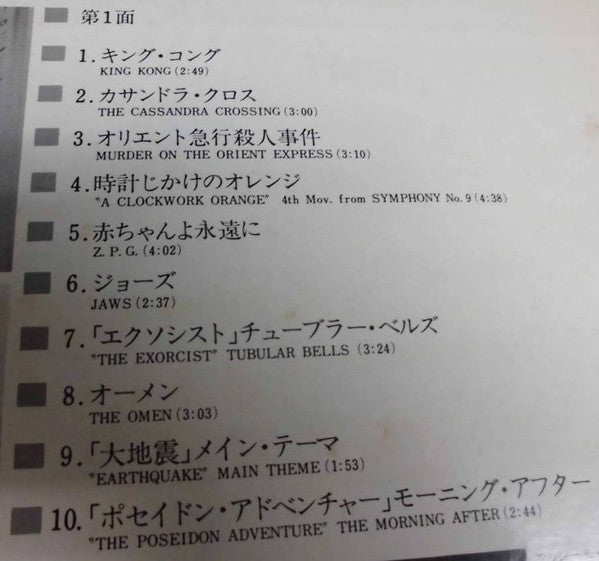 第1面
1.キング・コング
KING KONG(2:49)
2.カサンドラ・クロス
THE CASSANDRA CROSSING(3:00)
3.オリエント急行殺人事件
MURDER ON THE ORIENT EXPRESS(3:10)
4.時計じかけのオレンジ
"A CLOCKWORK ORANGE" 4th Mov. from SYMPHONY No.9(4:38)
5.赤ちゃんよ永遠に
Z.P.G.(4:02)
6.ジョーズ
JAWS(2:37)
7.「エクソシスト」チューブラー・ベルズ
"THE EXORCIST" TUBULAR BELLS (3:24)
8.オーメン
THE OMEN(3:03)
9.「大地震」メイン・テーマ
"EARTHQUAKE" MAIN THEME(1:53)
10.「ポセイドン・アドベンチャー」モーニング・アフター
"THE POSEIDON ADVENTURE" THE MORNING AFTER(2:44)